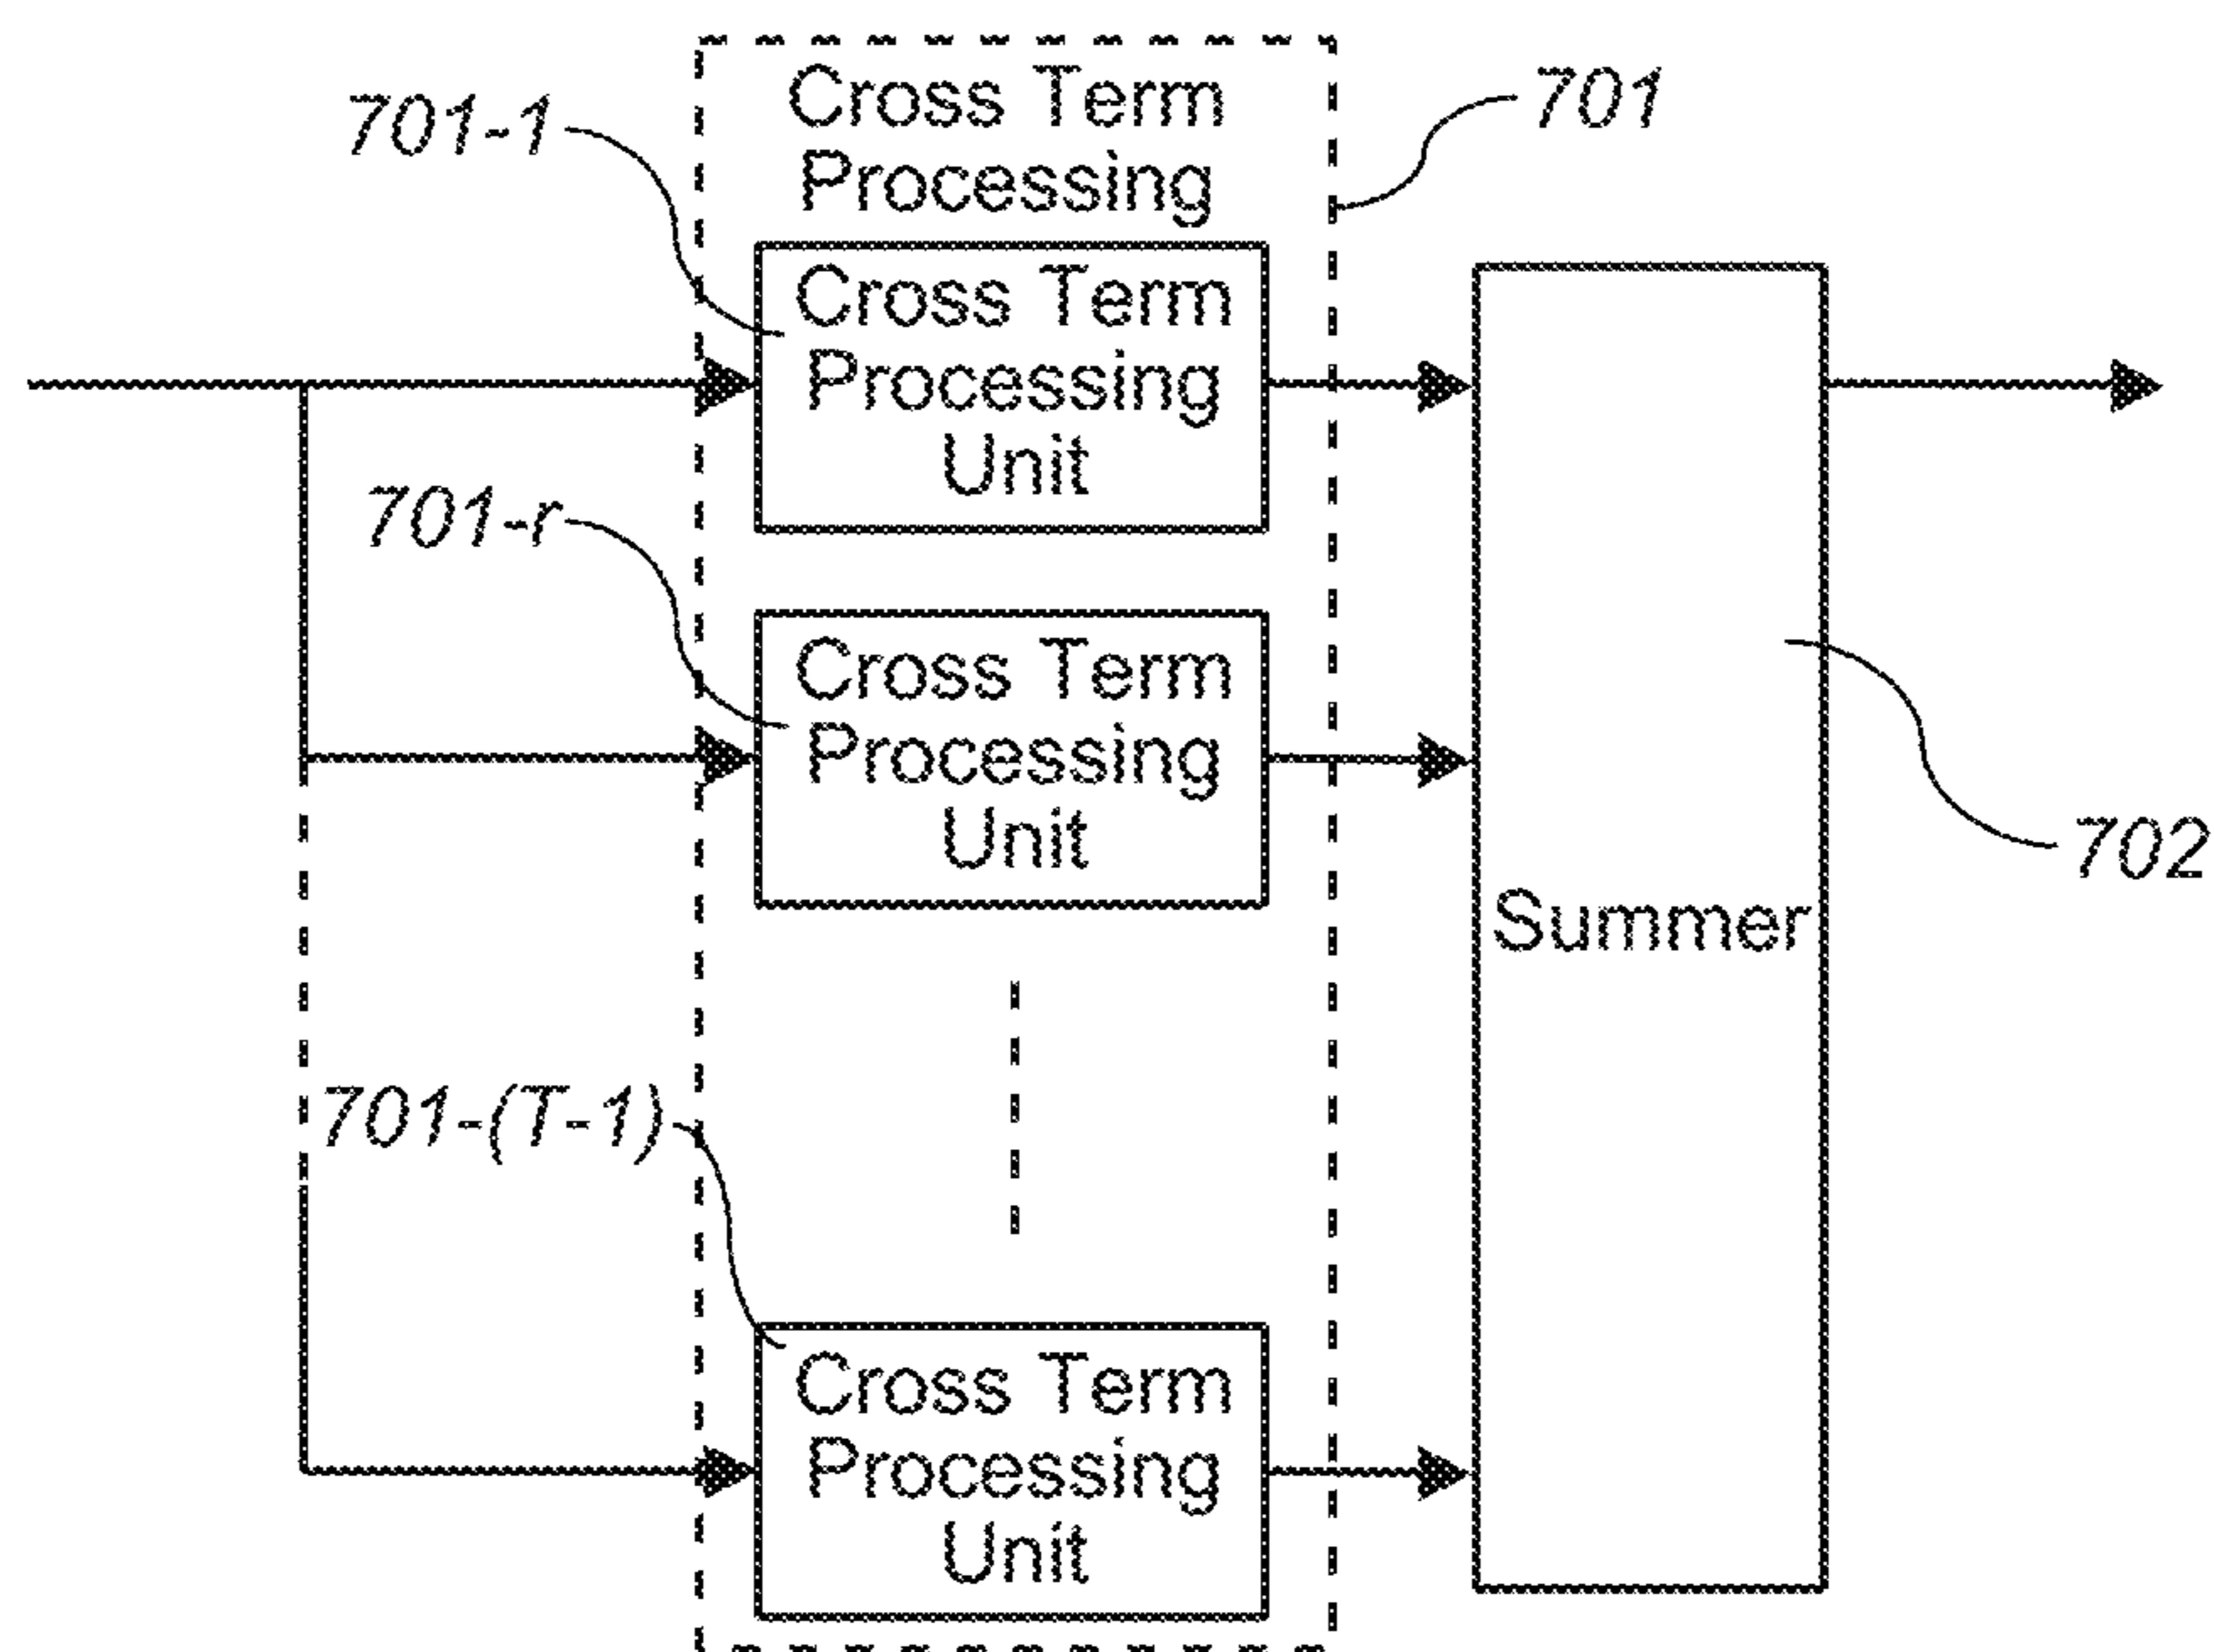 Cross Term
Processing
701
701-1
Cross Term
Processing
Unit
701-r
Cross Term
Processing
Unit
702
Summer
701-(T-1)
Cross Term
Processing
Unit